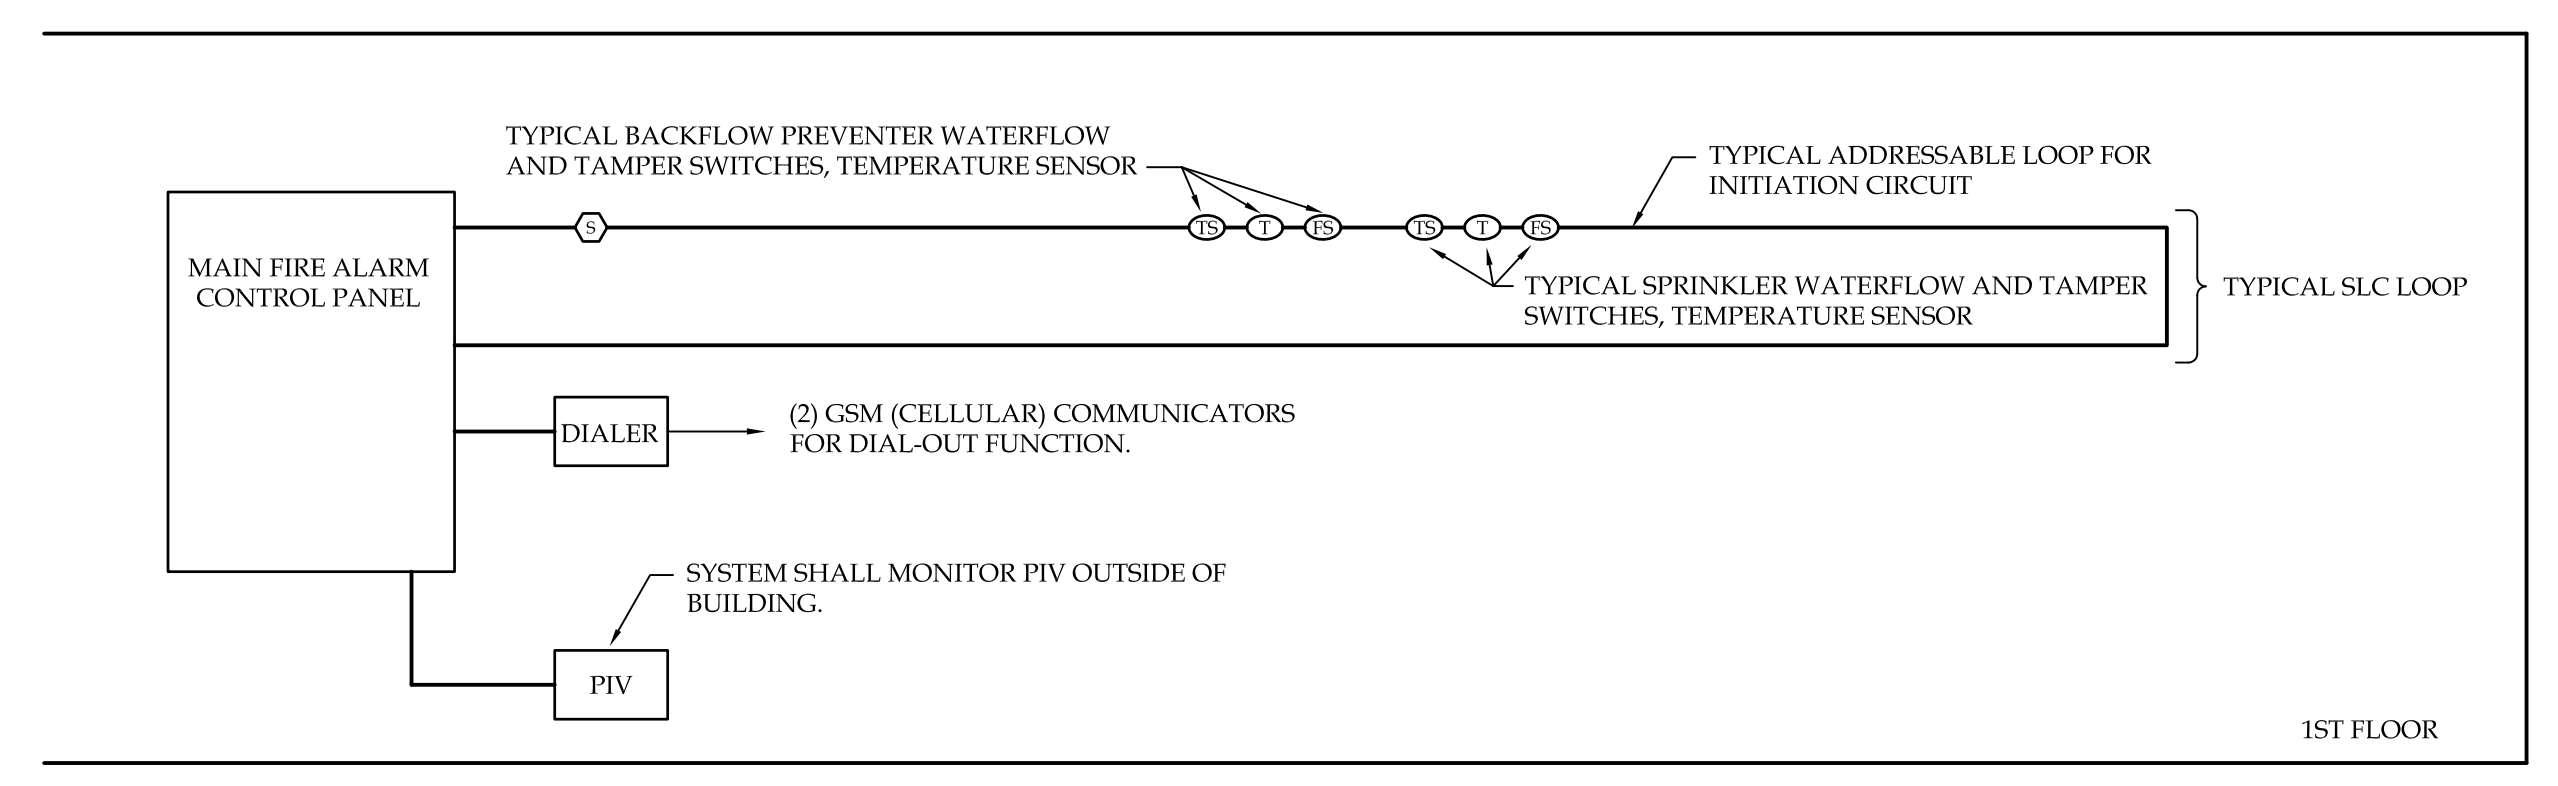 TYPICAL BACKFLOW PREVENTER WATERFLOW
AND TAMPER SWITCHES, TEMPERATURE SENSOR
TYPICAL ADDRESSABLE LOOP FOR
INITIATION CIRCUIT
S
TS T FS TS T FS
MAIN FIRE ALARM
CONTROL PANEL
TYPICAL SPRINKLER WATERFLOW AND TAMPER
SWITCHES, TEMPERATURE SENSOR
TYPICAL SLC LOOP
DIALER
(2) GSM (CELLULAR) COMMUNICATORS
FOR DIAL-OUT FUNCTION.
SYSTEM SHALL MONITOR PIV OUTSIDE OF
BUILDING.
PIV
1ST FLOOR